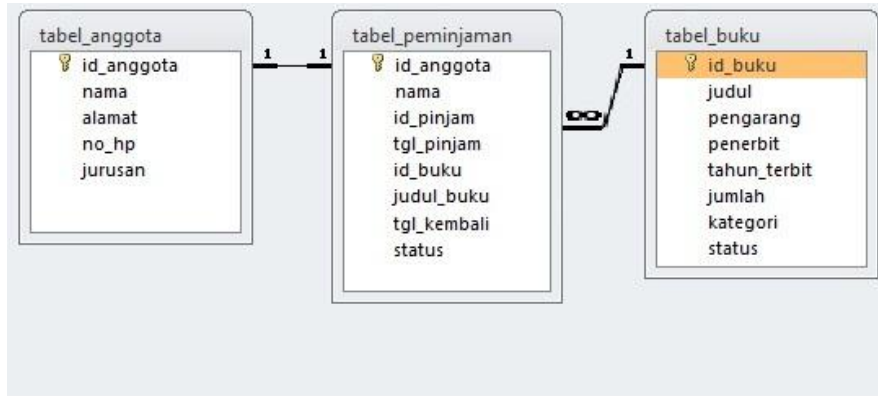 tabel_anggota
id_anggota
nama
alamat
no_hp
jurusan
1
1
tabel_peminjaman
id_anggota
nama
id_pinjam
tgl_pinjam
id_buku
judul_buku
tgl_kembali
status
∞
1
tabel_buku
id_buku
judul
pengarang
penerbit
tahun_terbit
jumlah
kategori
status